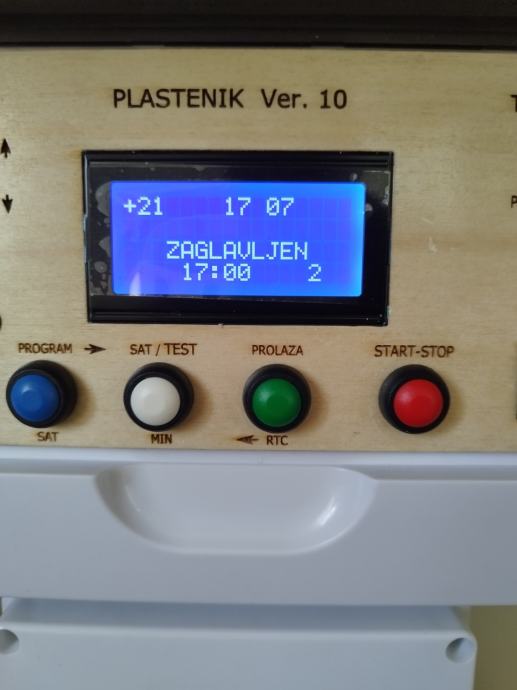 PLASTENIK Ver. 10
+21 17 07
ZAGLAVLJEN
17:00 2
PROGRAM SAT / TEST PROLAZA START-STOP
SAT MIN RTC